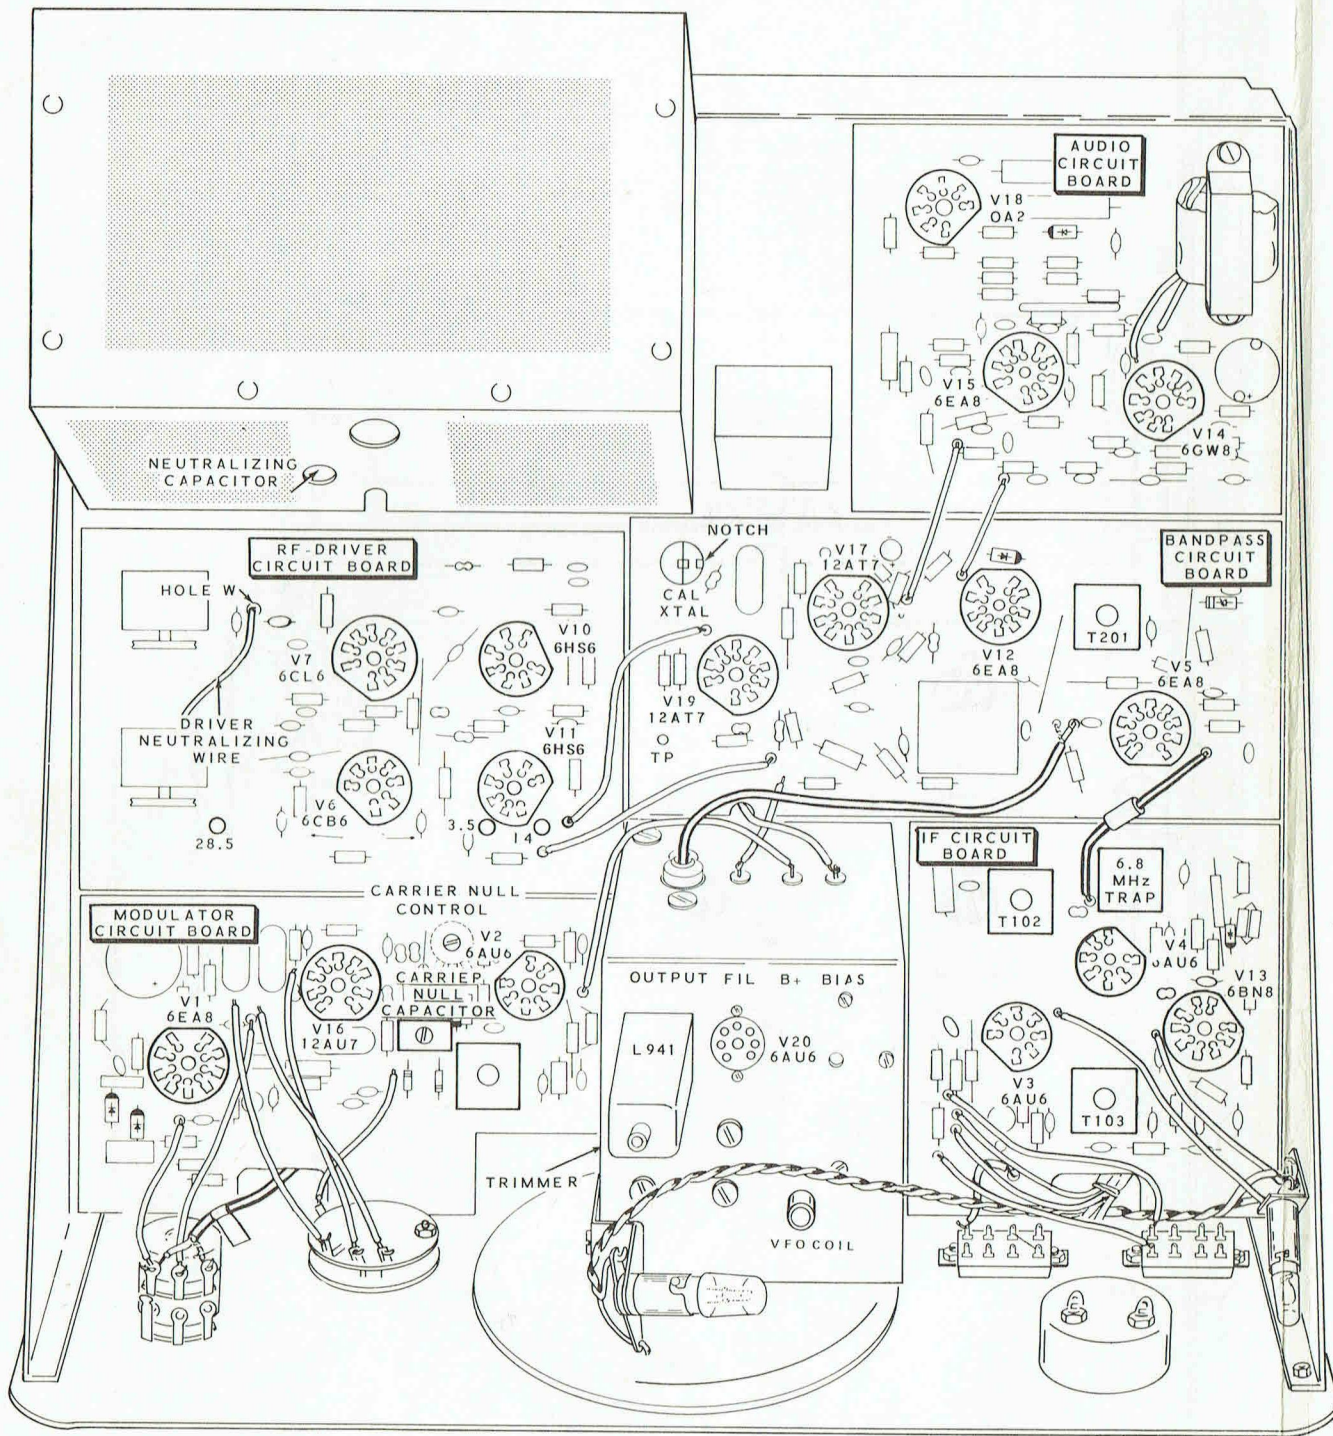 AUDIO
CIRCUIT
BOARD
V18
OA2
V15
6EA8
V14
6GW8
NEUTRALIZING
CAPACITOR
RF-DRIVER
CIRCUIT BOARD
HOLE W
V7
6CL6
V10
6HS6
DRIVER
NEUTRALIZING
WIRE
V11
6HS6
V6
6CB6
28.5
3.5
14
NOTCH
CAL
XTAL
V17
12AT7
V19
12AT7
TP
V12
6EA8
T201
BANDPASS
CIRCUIT
BOARD
V5
6EA8
MODULATOR
CIRCUIT BOARD
CARRIER NULL
CONTROL
V2
6AU6
CARRIEP
NULL
CAPACITOR
V1
6EA8
V16
12AU7
OUTPUT FIL B+ BIAS
L941
V20
6AU6
TRIMMER
VFO COIL
IF CIRCUIT
BOARD
T102
6.8
MHz
TRAP
V4
6AU6
V13
6BN8
V3
6AU6
T103